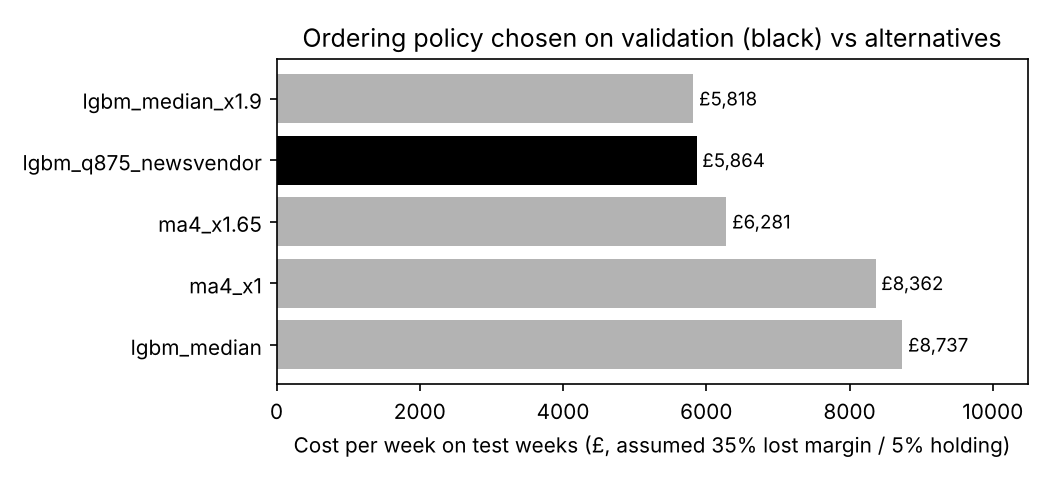 Ordering policy chosen on validation (black) vs alternatives
lgbm_median_x1.9
£5,818
lgbm_q875_newsvendor
£5,864
ma4_x1.65
£6,281
ma4_x1
£8,362
lgbm_median
£8,737
0 2000 4000 6000 8000 10000
Cost per week on test weeks (£, assumed 35% lost margin / 5% holding)